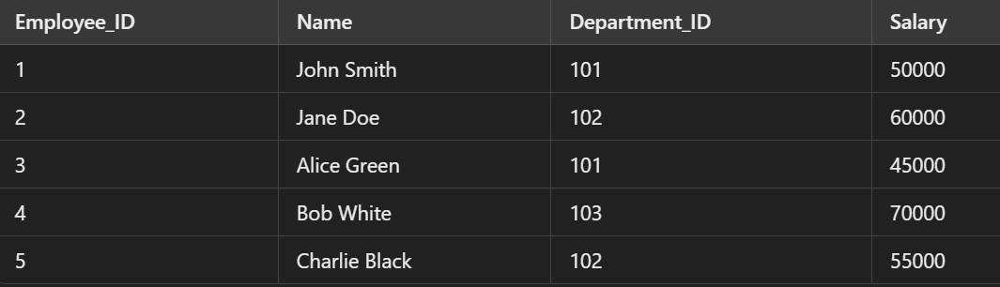 Employee_ID Name Department_ID Salary
1 John Smith 101 50000
2 Jane Doe 102 60000
3 Alice Green 101 45000
4 Bob White 103 70000
5 Charlie Black 102 55000